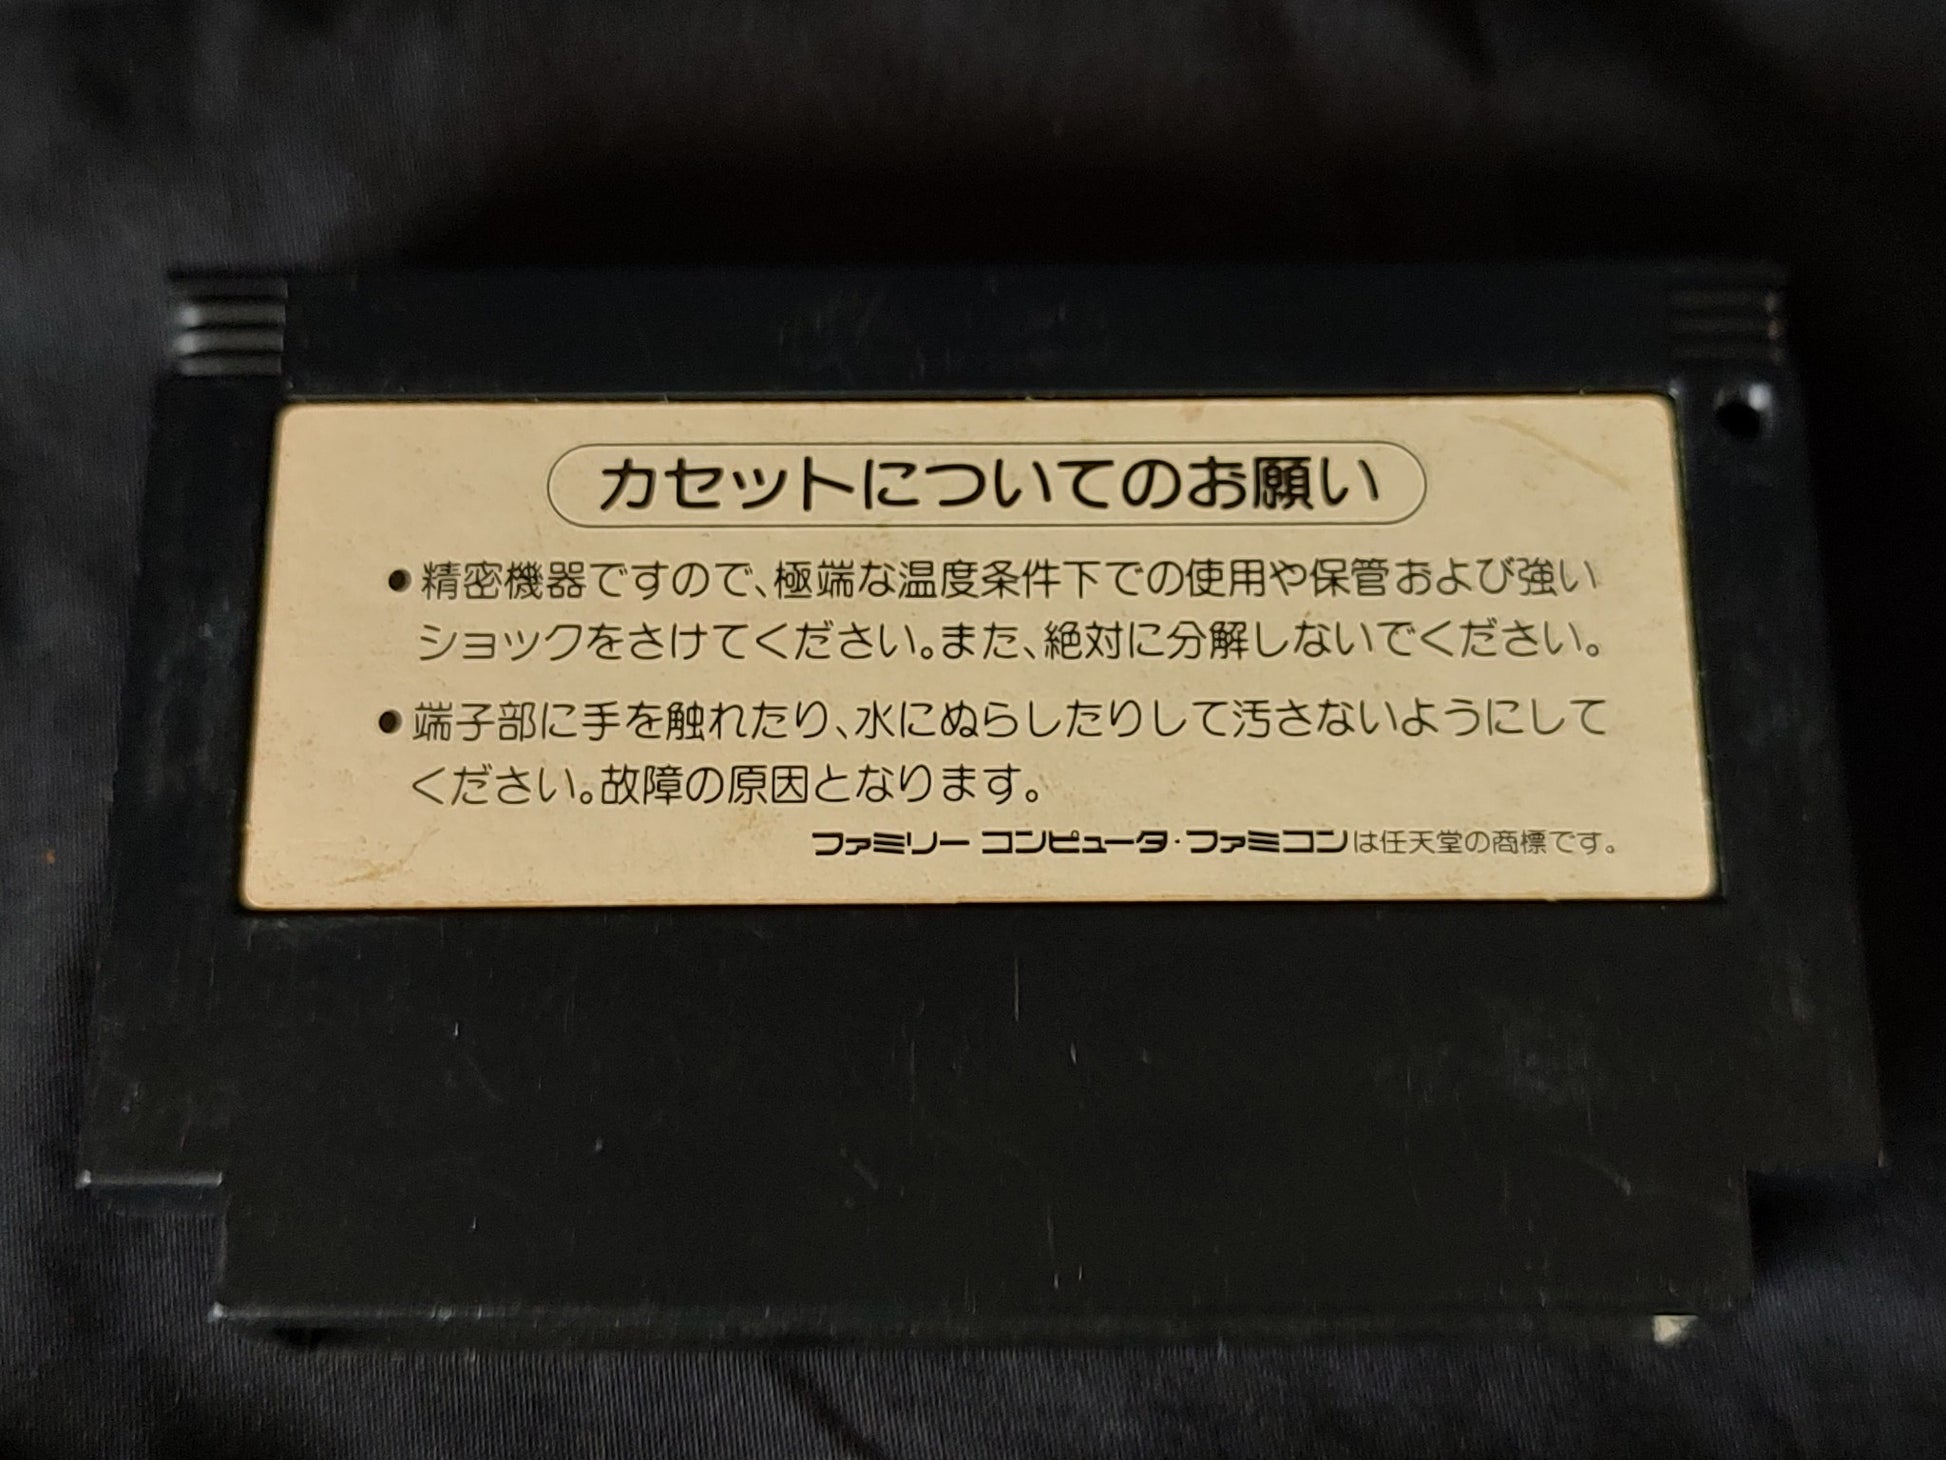 カセットについてのお願い
●精密機器ですので、極端な温度条件下での使用や保管および強い
ショックをさけてください。また、絶対に分解しないでください。
●端子部に手を触れたり、水にぬらしたりして汚さないようにして
ください。故障の原因となります。
ファミリー コンピュータ・ファミコンは任天堂の商標です。